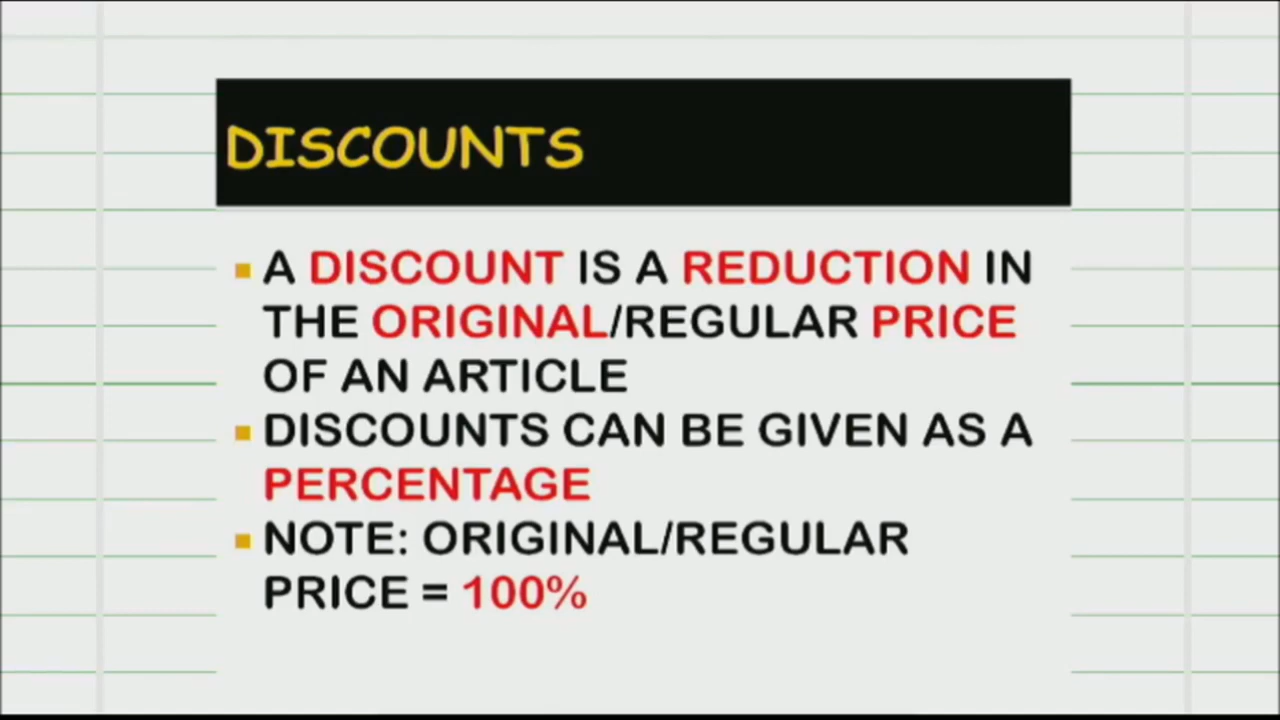 DISCOUNTS
A DISCOUNT IS A REDUCTION IN
THE ORIGINAL/REGULAR PRICE
OF AN ARTICLE
DISCOUNTS CAN BE GIVEN AS A
PERCENTAGE
NOTE: ORIGINAL/REGULAR
PRICE = 100%